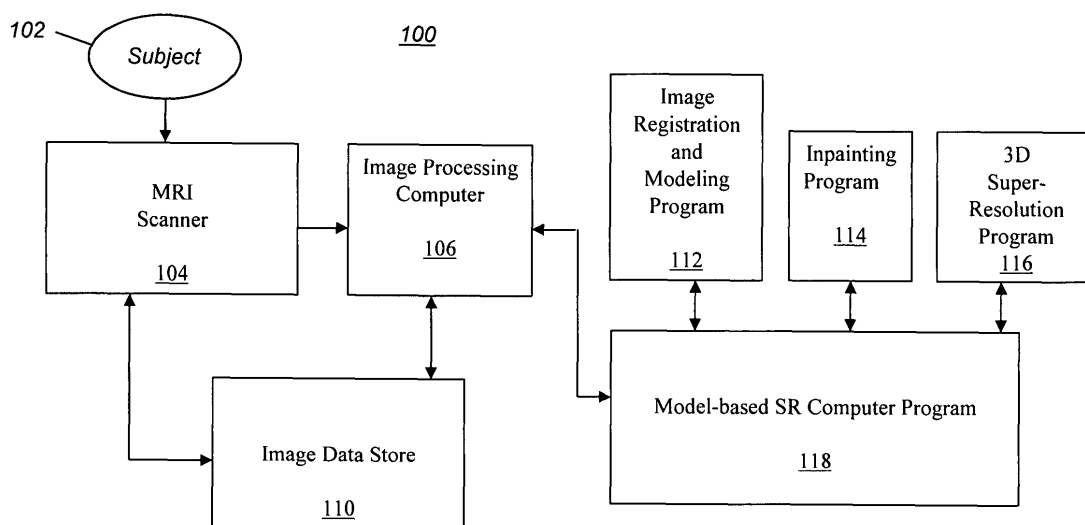 102
Subject
100
MRI
Scanner
104
Image Processing
Computer
106
Image
Registration
and
Modeling
Program
112
Inpainting
Program
114
3D
Super-
Resolution
Program
116
Image Data Store
110
Model-based SR Computer Program
118